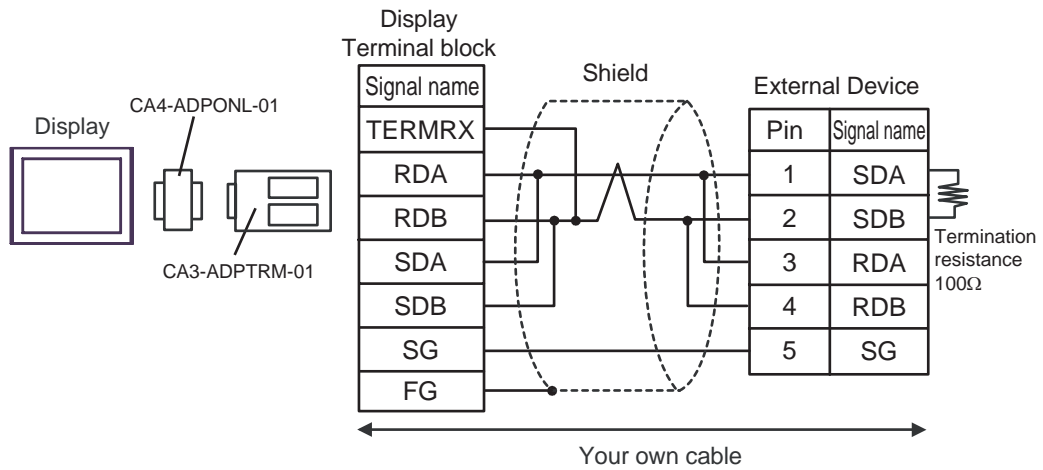 Display
Terminal block
Signal name
TERMRX
RDA
RDB
SDA
SDB
SG
FG
Shield
External Device
Pin Signal name
1 SDA
2 SDB
3 RDA
4 RDB
5 SG
Termination
resistance
100Ω
Display
CA4-ADPONL-01
CA3-ADPTRM-01
Your own cable